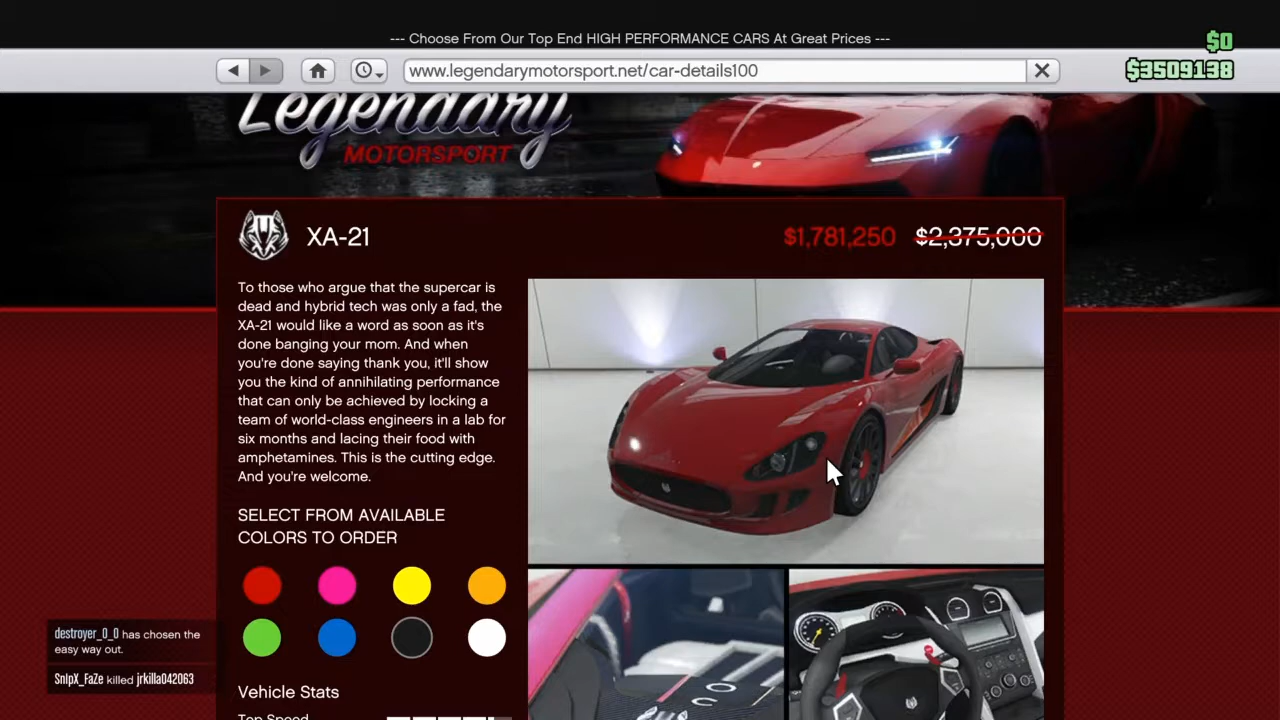 --- Choose From Our Top End HIGH PERFORMANCE CARS At Great Prices ---
$0
www.legendarymotorsport.net/car-details100
$3509138
Legendary
MOTORSPORT
XA-21
$1,781,250 $2,375,000
To those who argue that the supercar is
dead and hybrid tech was only a fad, the
XA-21 would like a word as soon as it's
done banging your mom. And when
you're done saying thank you, it'll show
you the kind of annihilating performance
that can only be achieved by locking a
team of world-class engineers in a lab for
six months and lacing their food with
amphetamines. This is the cutting edge.
And you're welcome.
SELECT FROM AVAILABLE
COLORS TO ORDER
destroyer_0_0 has chosen the
easy way out.
SnIpX_FaZe killed jrkilla042063
Vehicle Stats
Top Speed